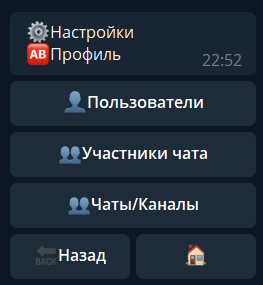 ⚙️Настройки
🆎Профиль
22:52
👤Пользователи
👥Участники чата
👥Чаты/Каналы
🔙Назад
🏠